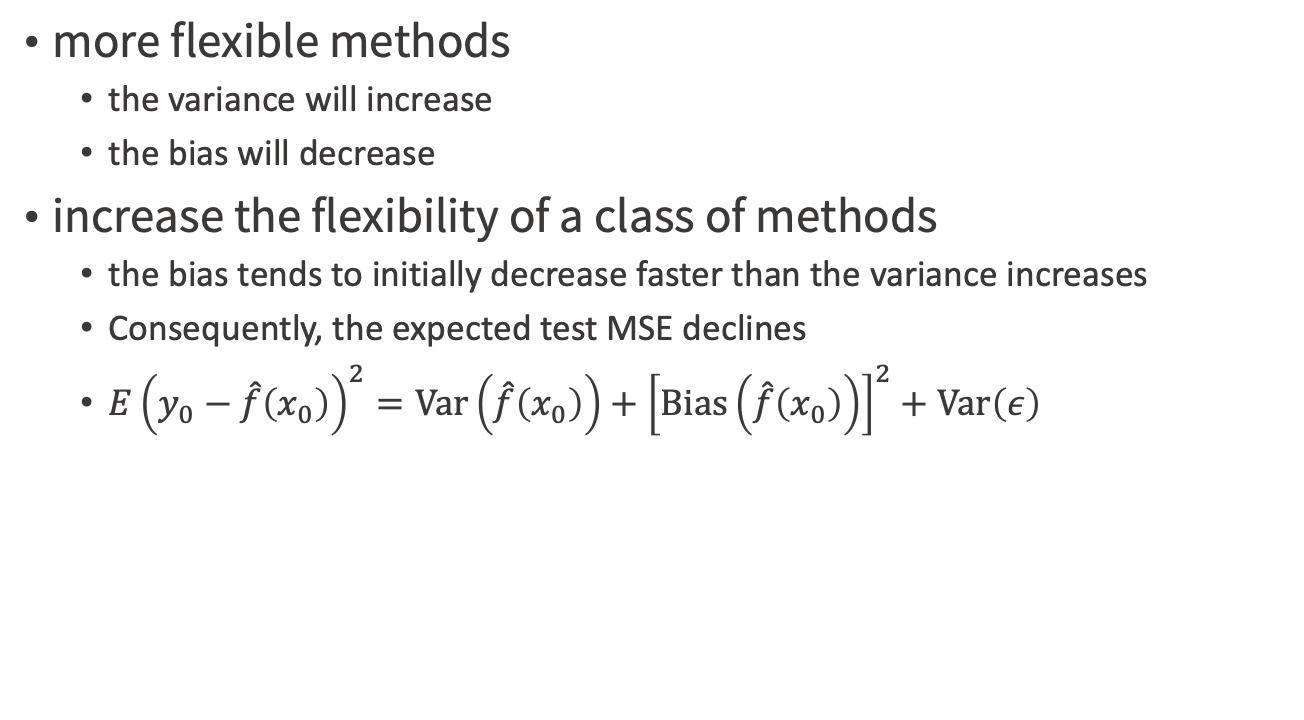 • more flexible methods
• the variance will increase
• the bias will decrease
• increase the flexibility of a class of methods
• the bias tends to initially decrease faster than the variance increases
• Consequently, the expected test MSE declines
• E(y₀ − f̂(x₀))² = Var(f̂(x₀)) + [Bias(f̂(x₀))]² + Var(ϵ)